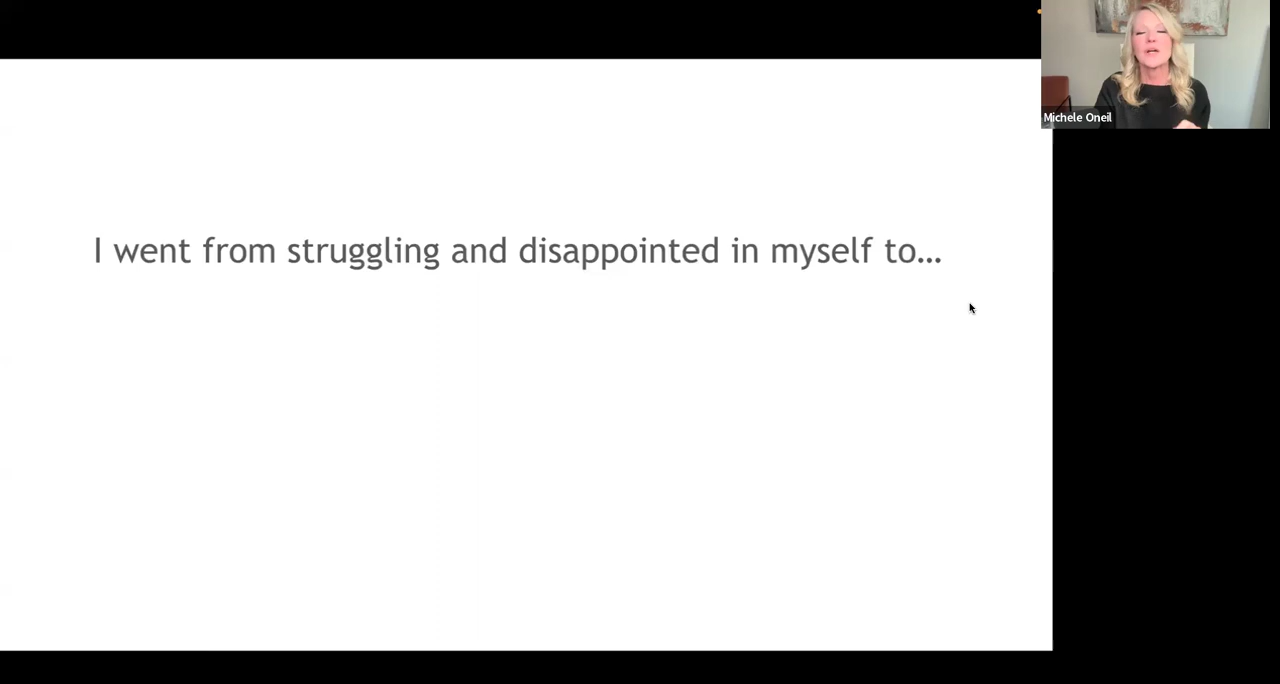 Michele Oneil
I went from struggling and disappointed in myself to…